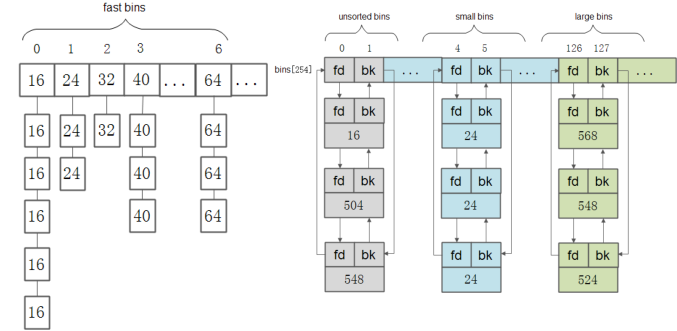 fast bins
0 1 2 3 6
16 24 32 40 ... 64 ...
16 24 32 40 64
16 24 40 64
16 40 64
16
16
unsorted bins small bins large bins
0 1 4 5 126 127
bins[254] fd bk ... fd bk ... fd bk ...
fd bk fd bk fd bk
16 24 568
fd bk fd bk fd bk
504 24 548
fd bk fd bk fd bk
548 24 524